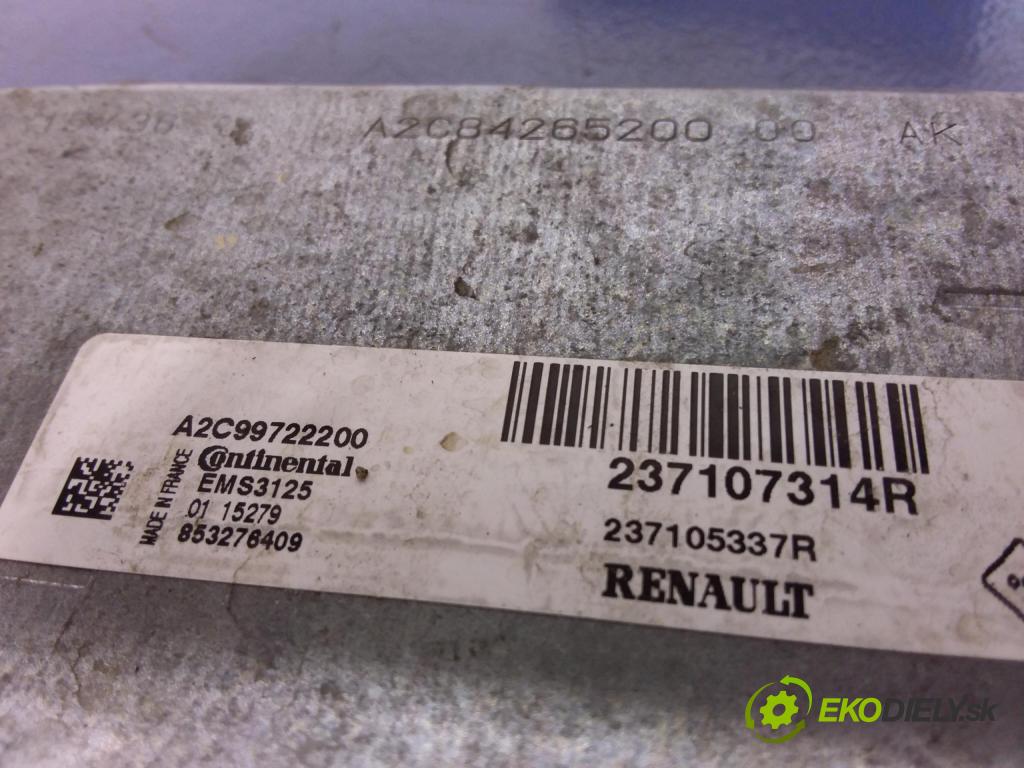 A2C84265200 00 AK
A2C99722200
Continental
EMS3125
01 15279
853276409
MADE IN FRANCE
237107314R
237105337R
RENAULT
EKODIELY.sk